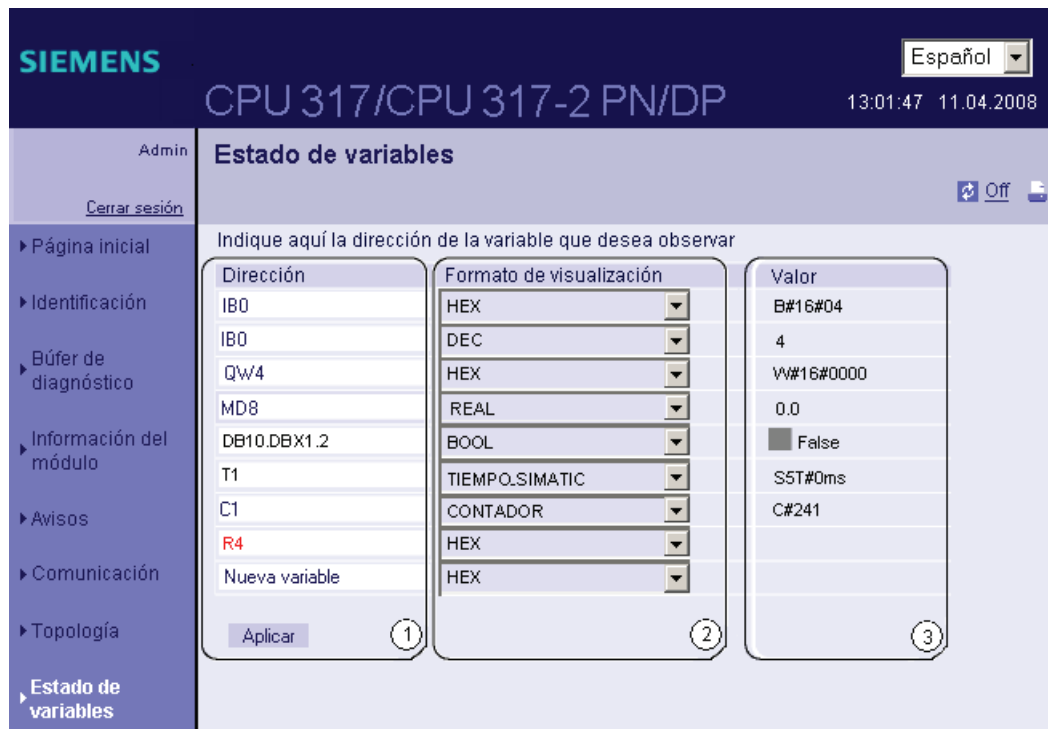 SIEMENS
Español
CPU 317/CPU 317-2 PN/DP
13:01:47 11.04.2008
Admin
Cerrar sesión
Estado de variables
Off
Página inicial
Identificación
Búfer de
diagnóstico
Información del
módulo
Avisos
Comunicación
Topología
Estado de
variables
Indique aquí la dirección de la variable que desea observar
Dirección Formato de visualización Valor
IB0 HEX B#16#04
IB0 DEC 4
QW4 HEX W#16#0000
MD8 REAL 0.0
DB10.DBX1.2 BOOL False
T1 TIEMPO_SIMATIC S5T#0ms
C1 CONTADOR C#241
R4 HEX
Nueva variable HEX
Aplicar 1 2 3